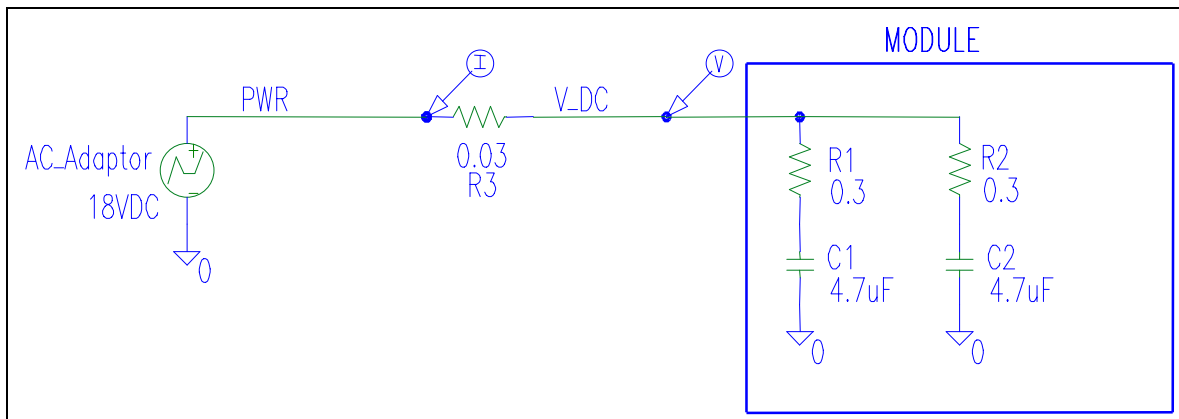 MODULE
I
V
PWR
V_DC
AC_Adaptor
18VDC
+
-
0
0.03
R3
R1
0.3
R2
0.3
C1
4.7uF
C2
4.7uF
0
0